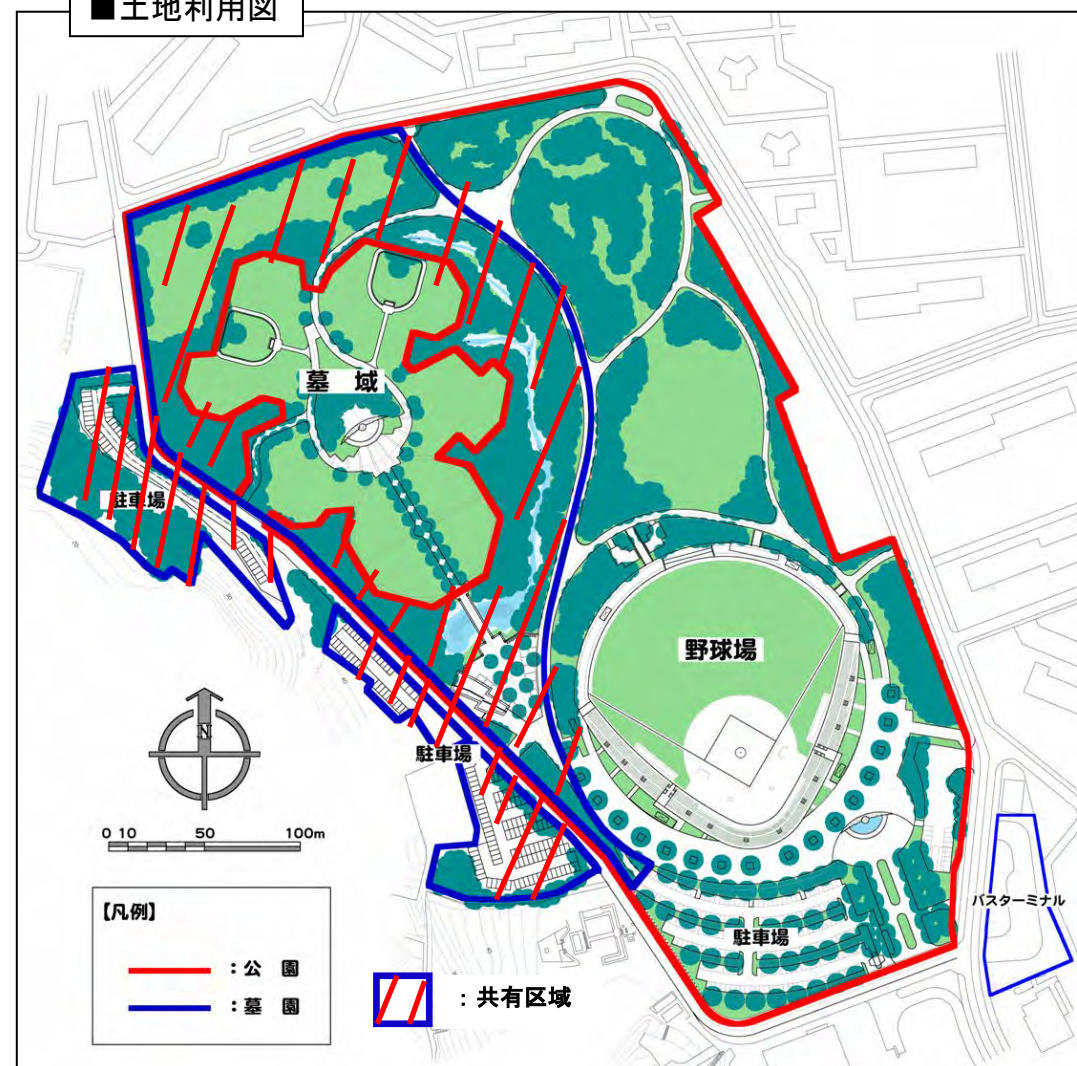 ■土地利用図
墓 域
駐車場
野球場
N
駐車場
0 10 50 100m
バスターミナル
【凡例】
駐車場
：公 園
：共有区域
：墓 園